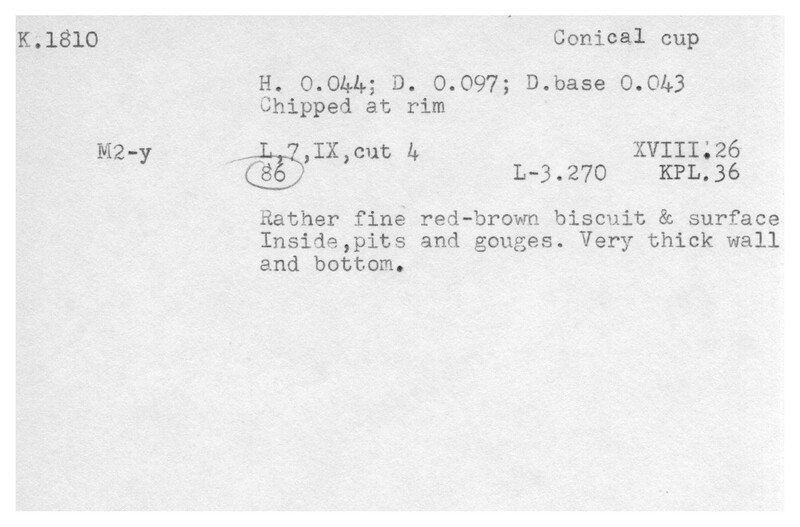 K.1810 Conical cup
H. 0.044; D. 0.097; D.base 0.043
Chipped at rim
M2-y L,7,IX,cut 4 XVIII.26
86 L-3.270 KPL.36
Rather fine red-brown biscuit & surface
Inside,pits and gouges. Very thick wall
and bottom.